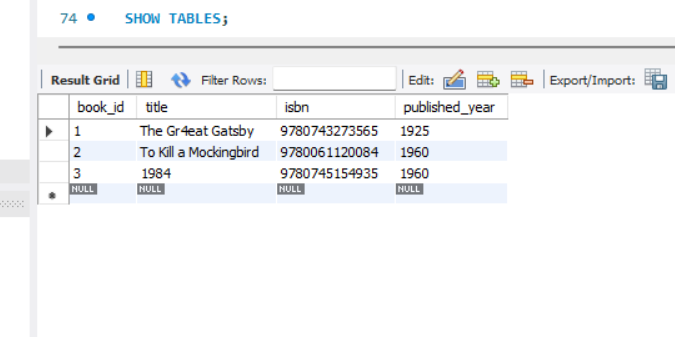 74 SHOW TABLES;
Result Grid Filter Rows: Edit: Export/Import:
book_id title isbn published_year
1 The Gr4eat Gatsby 9780743273565 1925
2 To Kill a Mockingbird 9780061120084 1960
3 1984 9780745154935 1960
NULL NULL NULL NULL